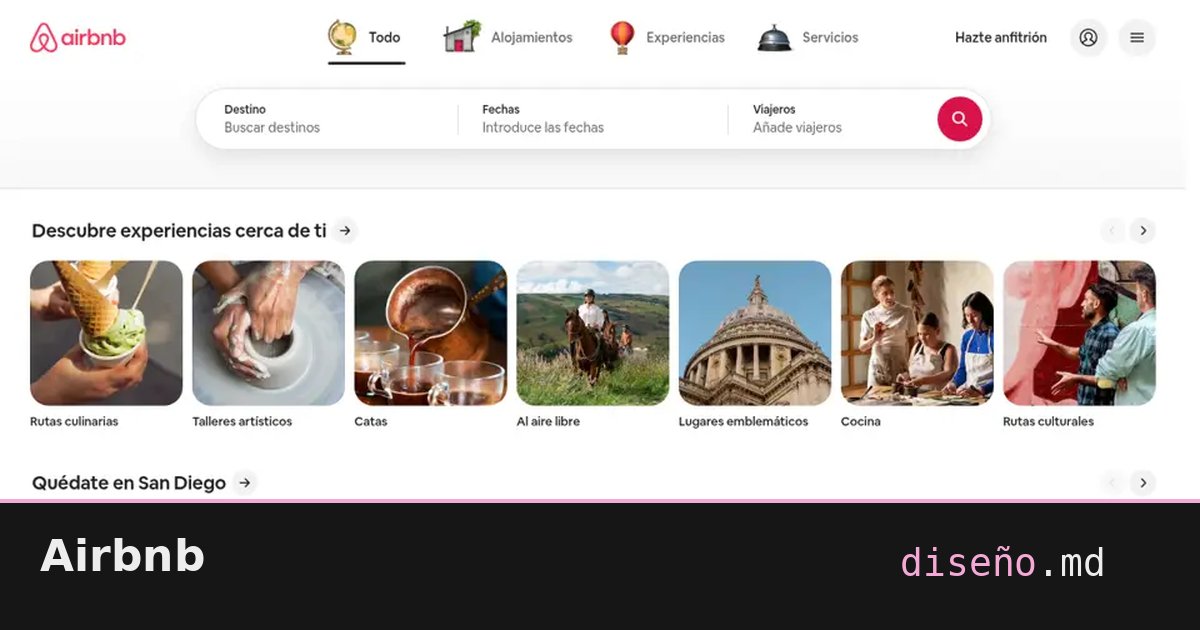 airbnb
Todo
Alojamientos
Experiencias
Servicios
Hazte anfitrión
Destino
Buscar destinos
Fechas
Introduce las fechas
Viajeros
Añade viajeros
Descubre experiencias cerca de ti
Rutas culinarias
Talleres artísticos
Catas
Al aire libre
Lugares emblemáticos
Cocina
Rutas culturales
Quédate en San Diego
Airbnb
diseño.md